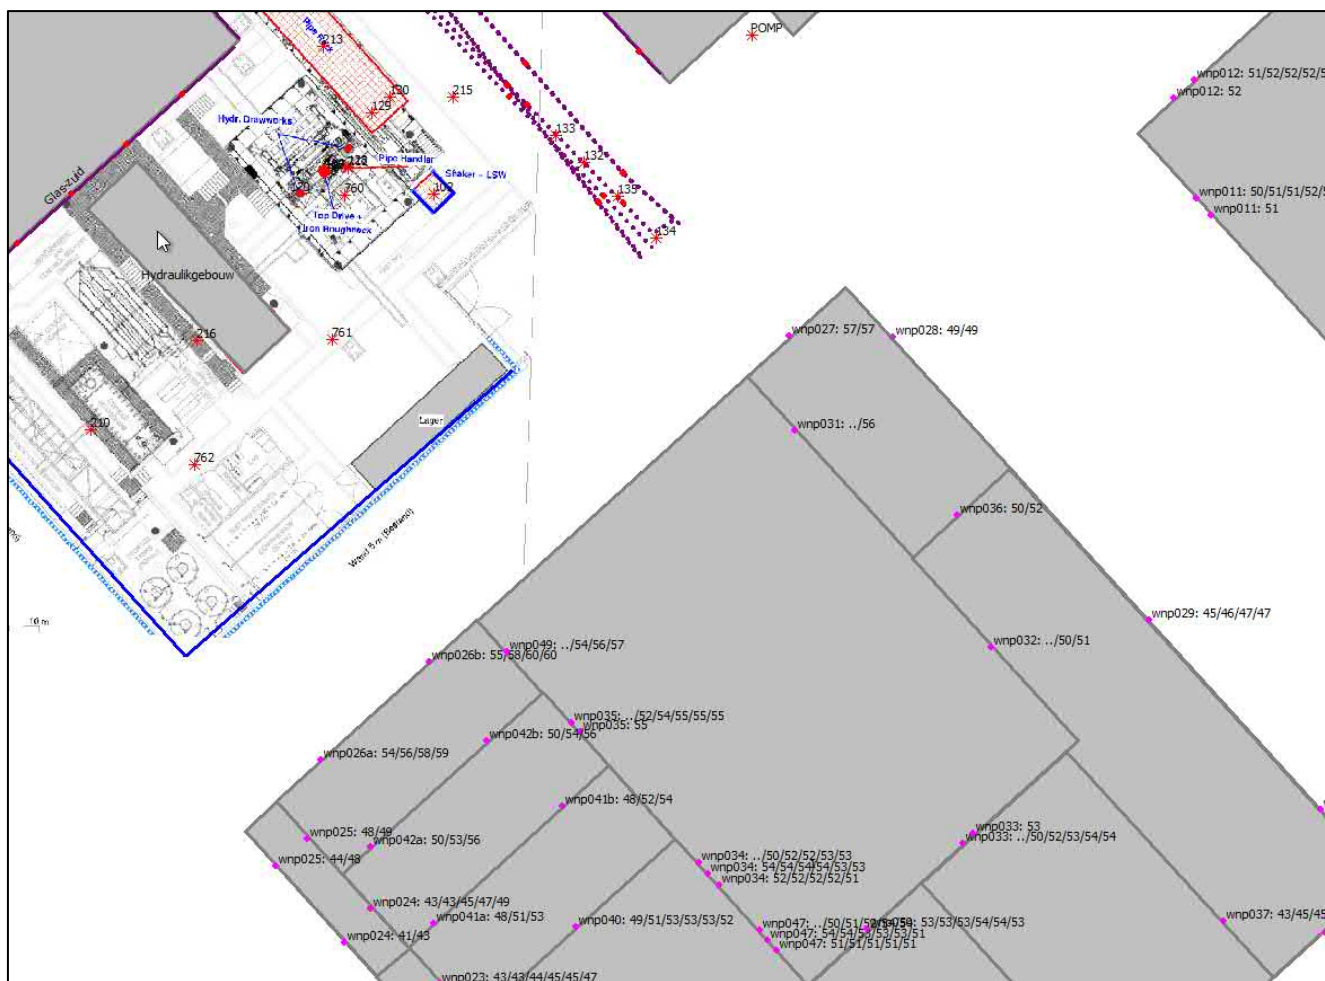 POMP
Pipe Rack
213
wnp012: 51/52/52/52/5
wnp012: 52
130
215
129
Hydr. Drawworks
133
Pipe Handler
132
Glas-zuid
Shaker - LSW
760
102
135
wnp011: 50/51/51/52/5
wnp011: 51
Top Drive +
Iron Roughneck
134
Hydraulikgebouw
216
761
wnp027: 57/57
wnp028: 49/49
Lager
210
wnp031: ../56
762
wnp036: 50/52
Wand 5 m (Bestand)
10 m
wnp029: 45/46/47/47
wnp049: ../54/56/57
wnp026b: 55/58/60/60
wnp032: ../50/51
wnp035: ../52/54/55/55/55
wnp035: 55
wnp042b: 50/54/56
wnp026a: 54/56/58/59
wnp041b: 48/52/54
wnp033: 53
wnp033: ../50/52/53/54/54
wnp025: 48/49
wnp042a: 50/53/56
wnp034: ../50/52/52/53/53
wnp025: 44/48
wnp034: 54/54/54/54/53/53
wnp034: 52/52/52/52/51
wnp024: 43/43/45/47/49
wnp041a: 48/51/53
wnp040: 49/51/53/53/53/52
wnp037: 43/45/45
53/53/53/54/54/53
wnp024: 41/43
wnp047: 54/54/53/53/53/51
wnp047: 51/51/51/51/51
wnp023: 43/43/44/45/45/47